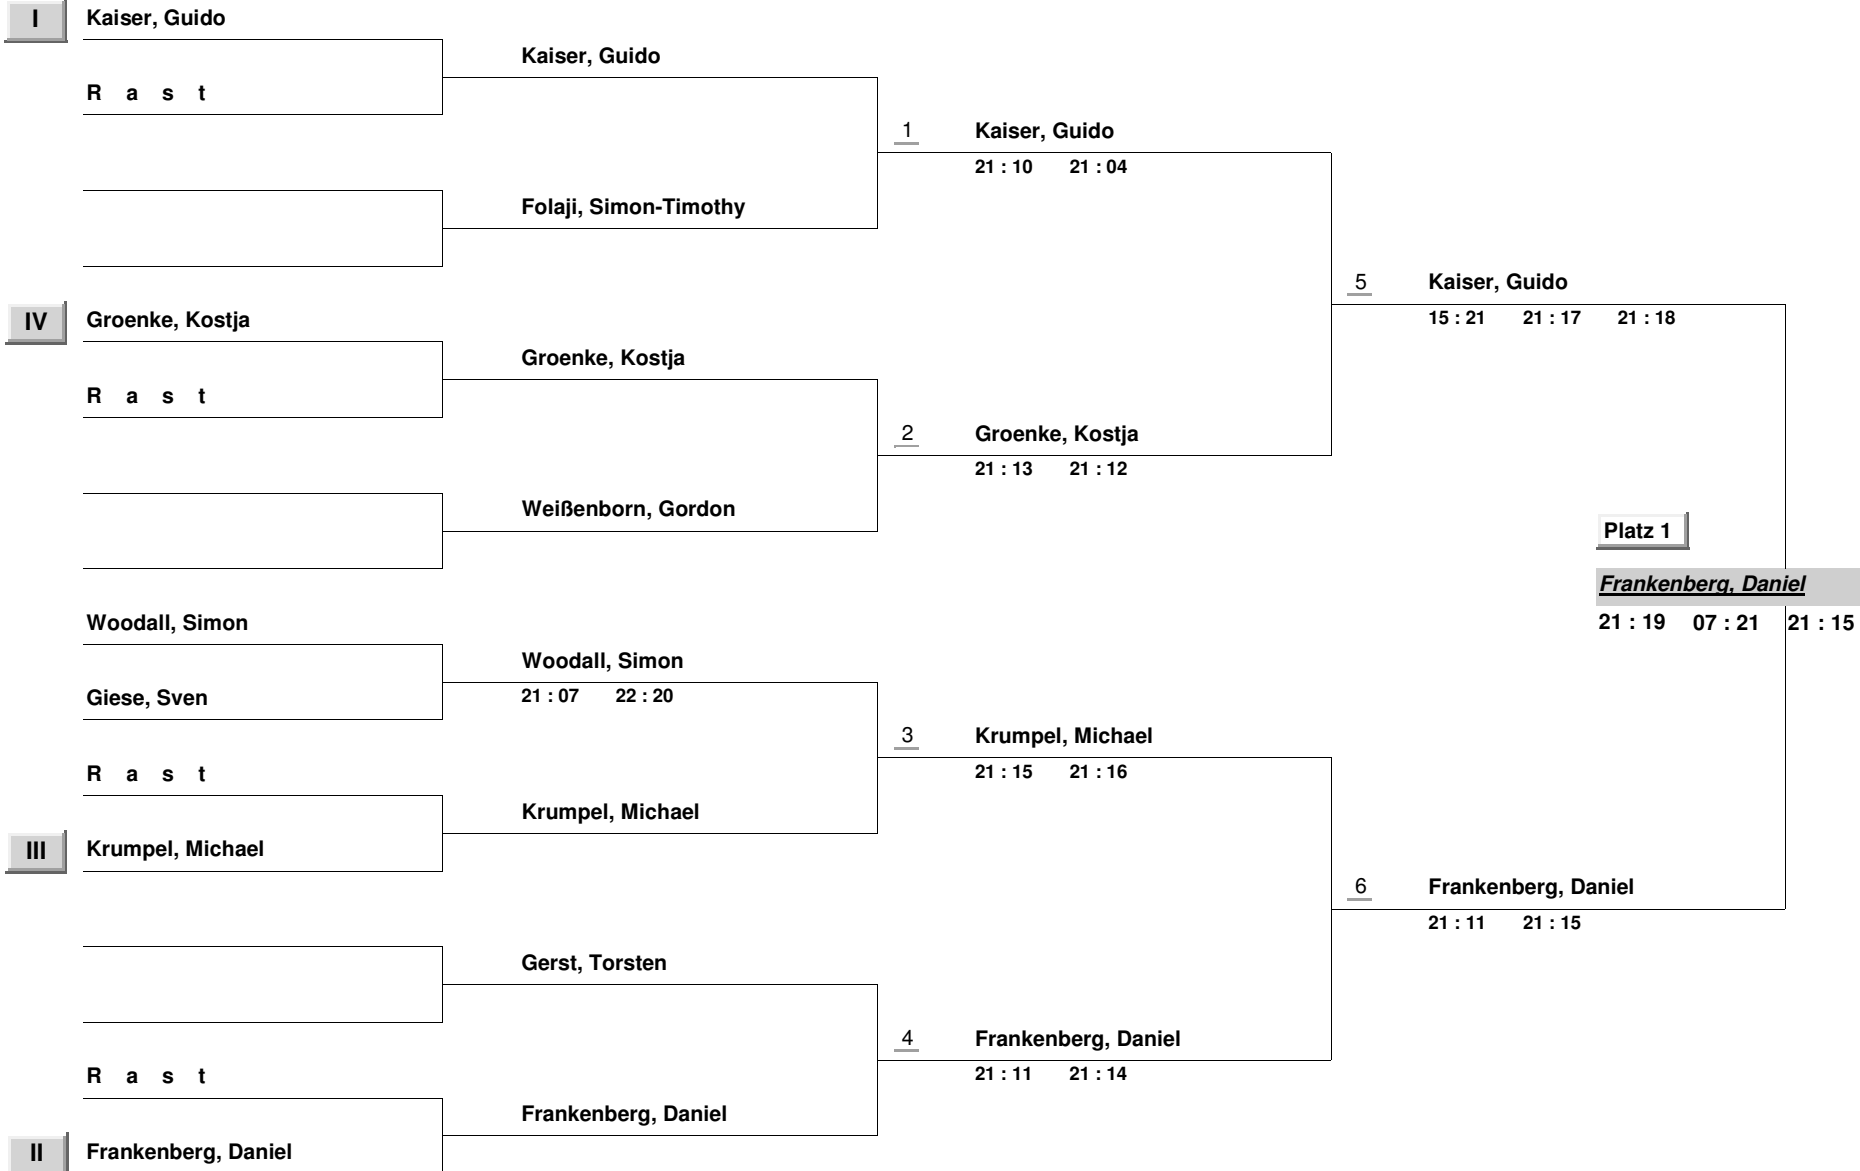 I Kaiser, Guido
Kaiser, Guido
R a s t
1 Kaiser, Guido
21 : 10 21 : 04
Folaji, Simon-Timothy
5 Kaiser, Guido
15 : 21 21 : 17 21 : 18
IV Groenke, Kostja
Groenke, Kostja
R a s t
2 Groenke, Kostja
21 : 13 21 : 12
Weißenborn, Gordon
Platz 1
Frankenberg, Daniel
21 : 19 07 : 21 21 : 15
Woodall, Simon
Woodall, Simon
21 : 07 22 : 20
Giese, Sven
3 Krumpel, Michael
21 : 15 21 : 16
R a s t
Krumpel, Michael
III Krumpel, Michael
6 Frankenberg, Daniel
21 : 11 21 : 15
Gerst, Torsten
4 Frankenberg, Daniel
21 : 11 21 : 14
R a s t
Frankenberg, Daniel
II Frankenberg, Daniel